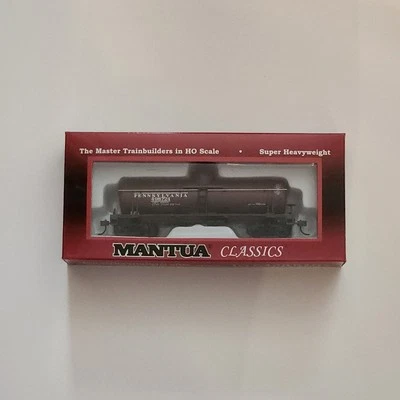 The Master Trainbuilders in HO Scale • Super Heavyweight
PENNSYLVANIA
MANTUA CLASSICS